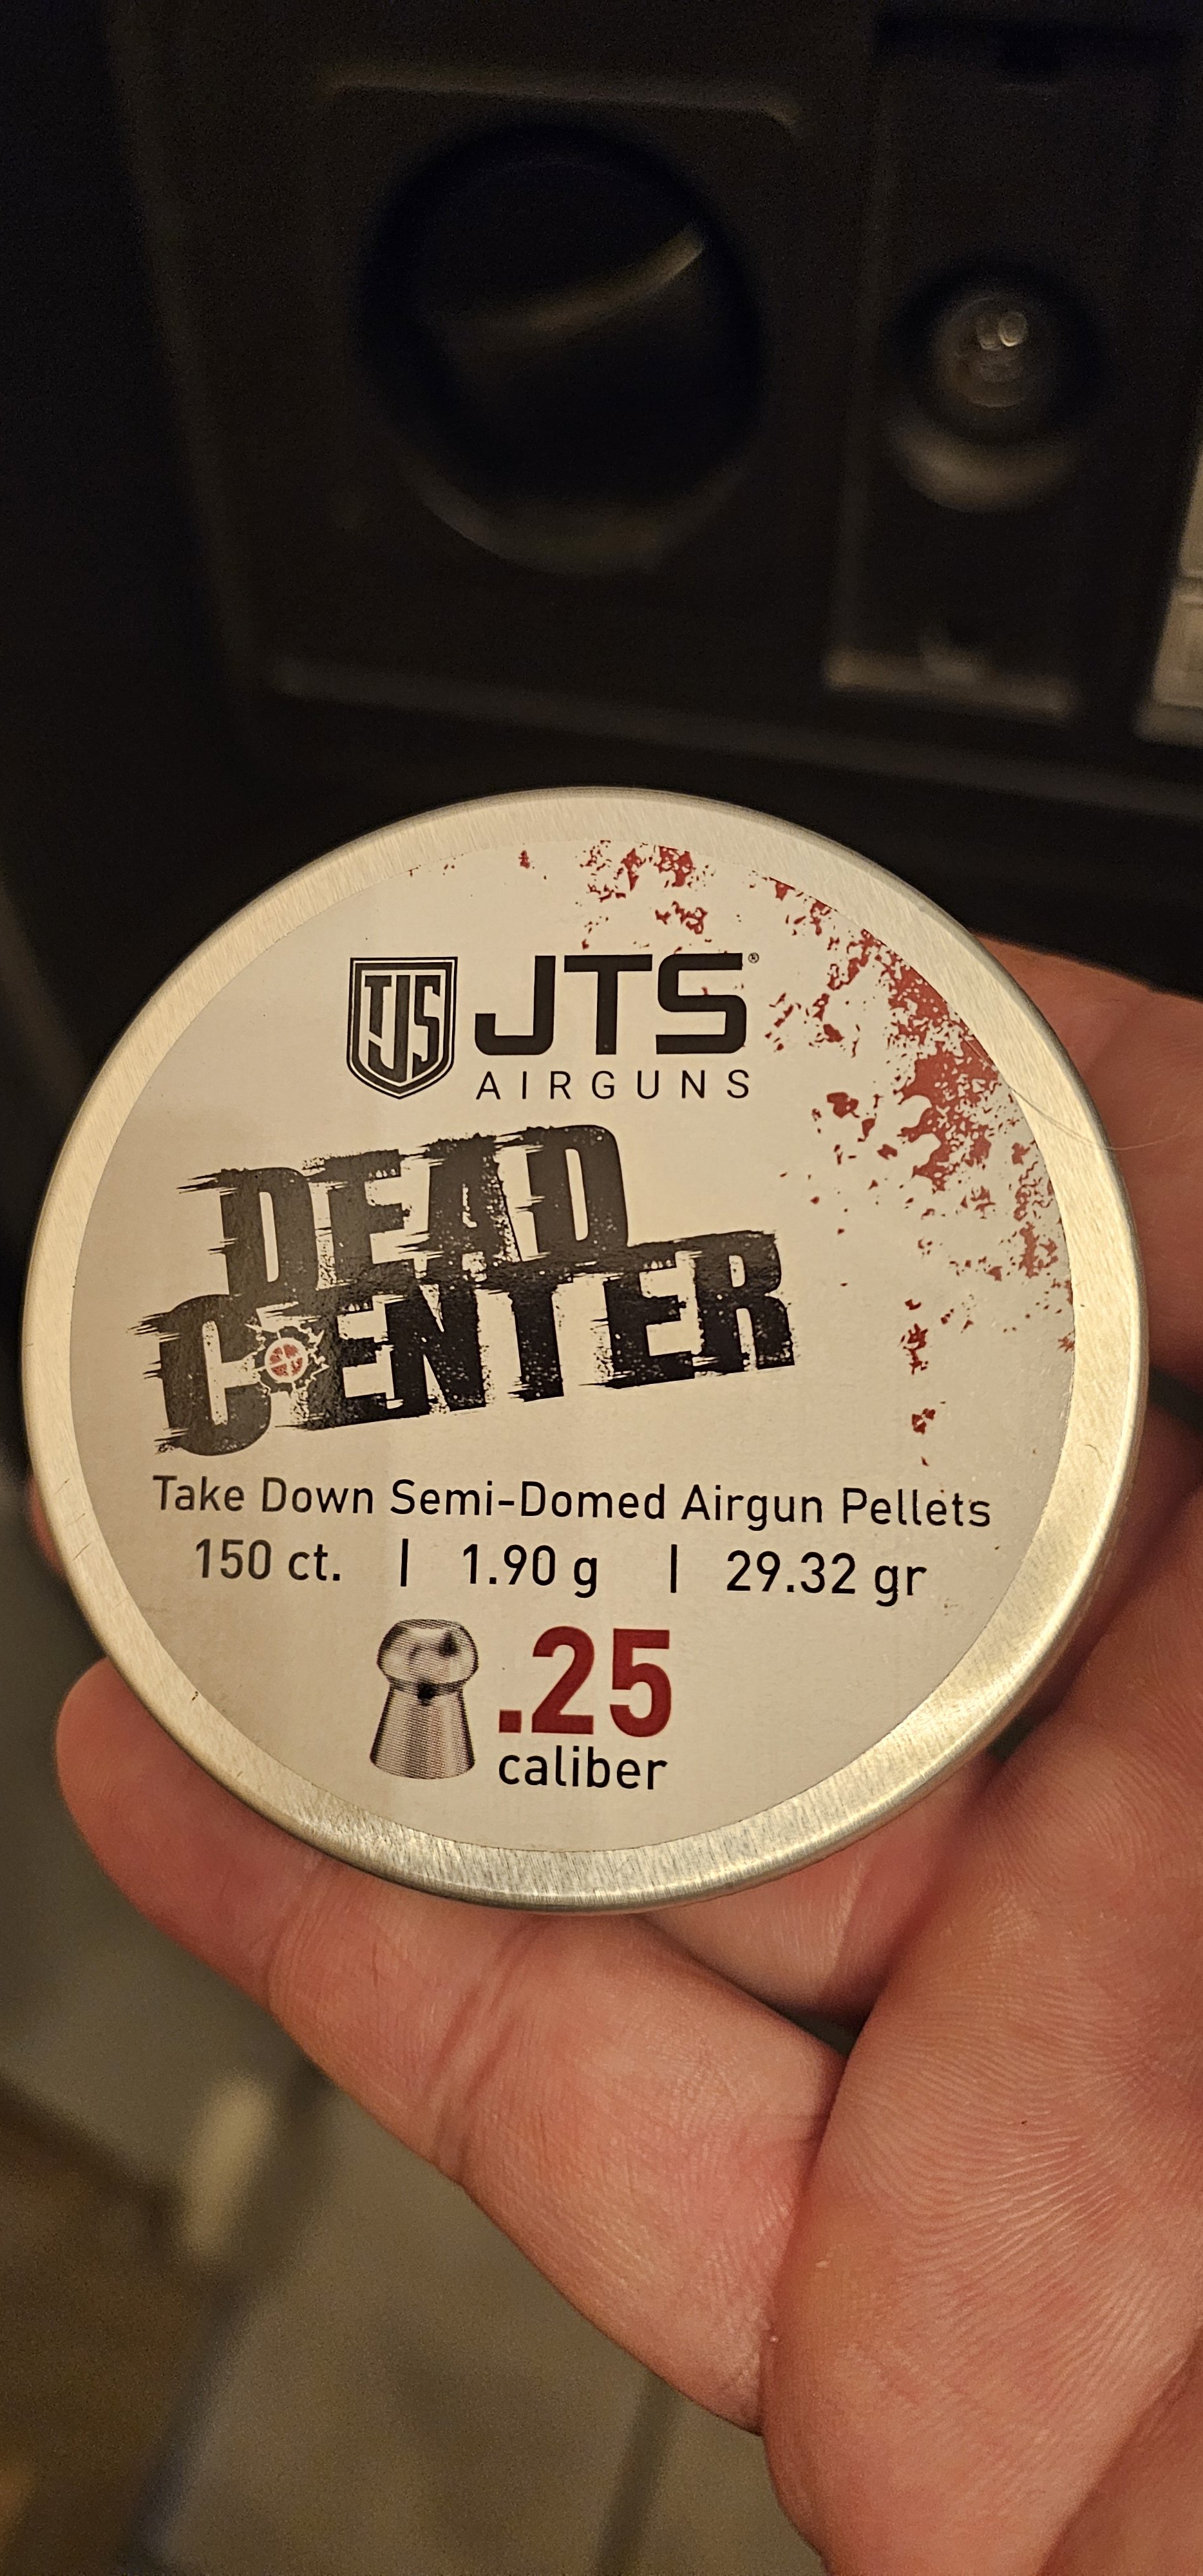 TJS JTS®
AIRGUNS
DEAD
CENTER
Take Down Semi-Domed Airgun Pellets
150 ct. | 1.90 g | 29.32 gr
.25
caliber